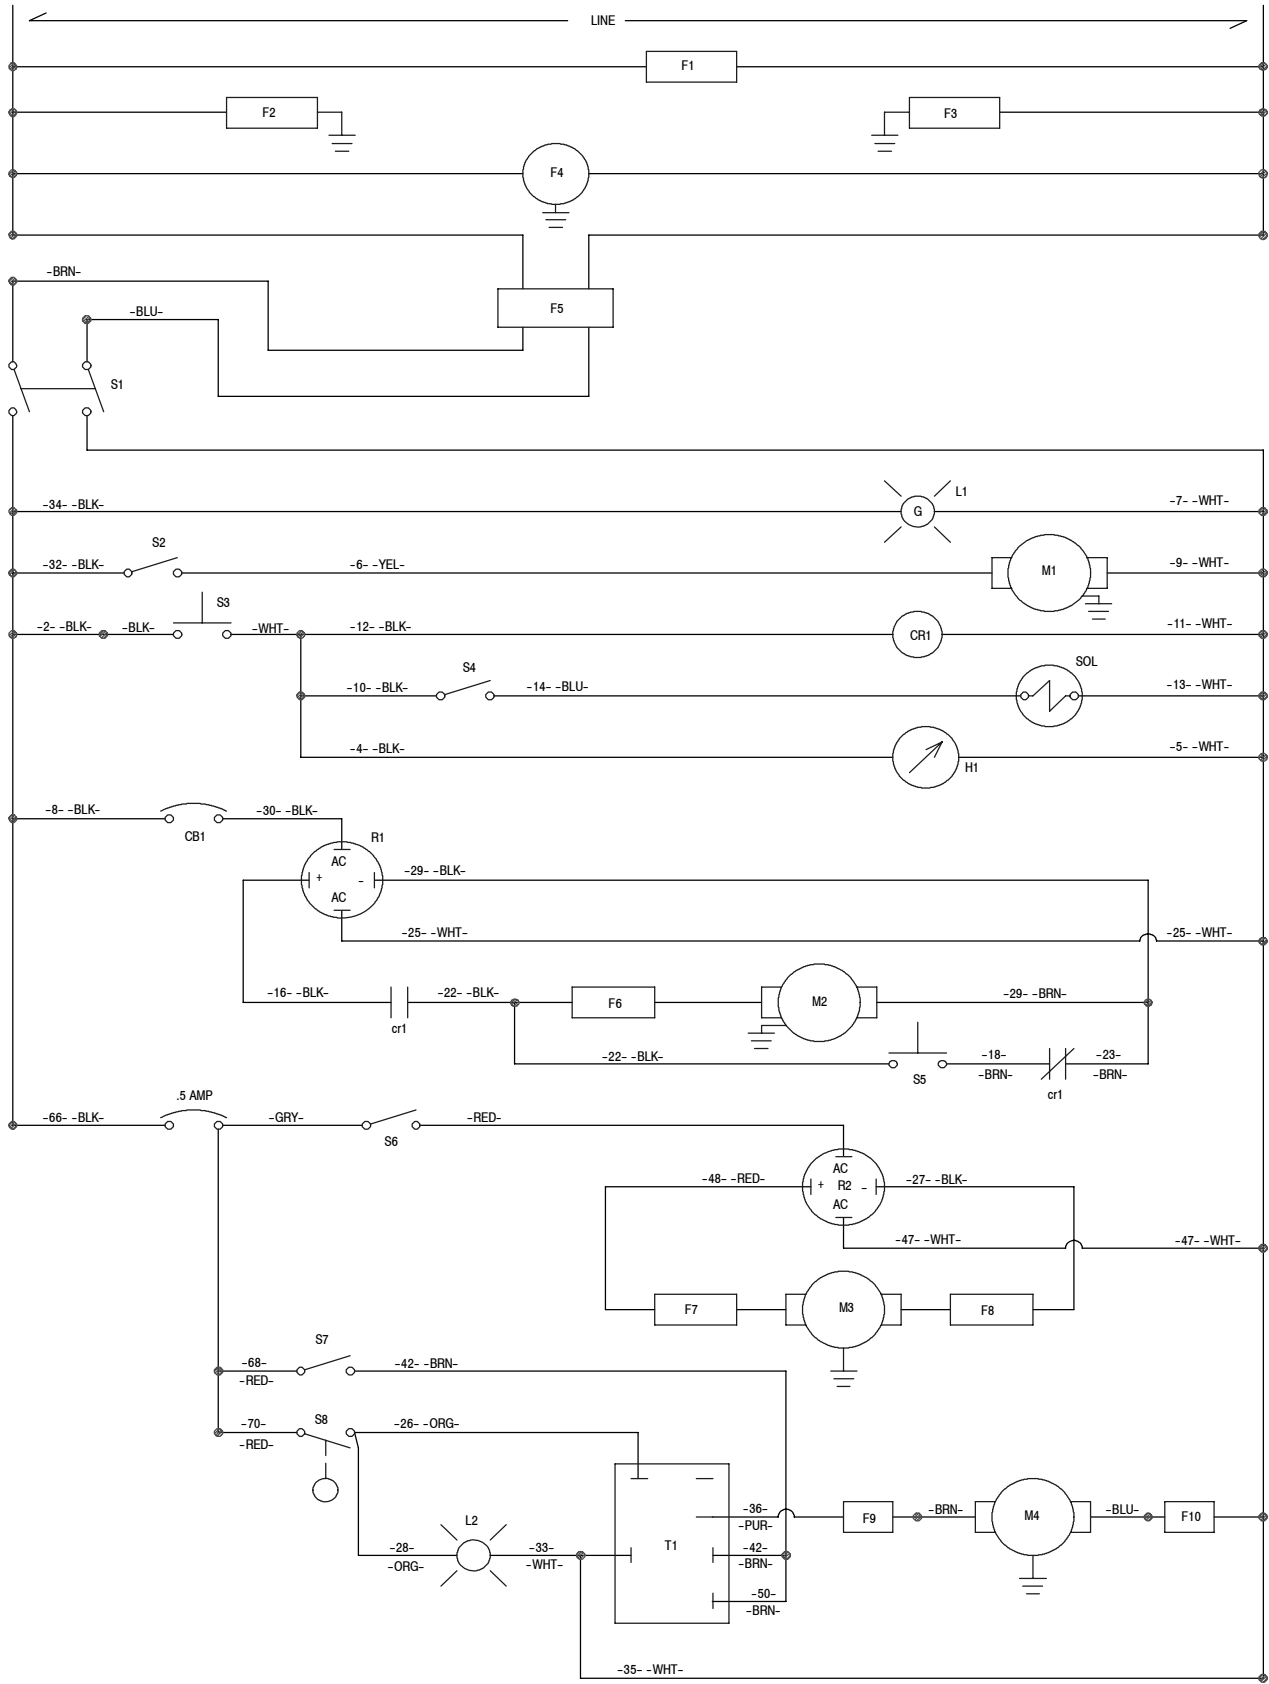 LINE
F1
F2
F3
F4
-BRN-
F5
-BLU-
S1
-34- -BLK-
G
L1
-7- -WHT-
S2
-32- -BLK-
-6- -YEL-
M1
-9- -WHT-
S3
-2- -BLK-
-BLK-
-WHT-
-12- -BLK-
CR1
-11- -WHT-
S4
SOL
-10- -BLK-
-14- -BLU-
-13- -WHT-
-4- -BLK-
H1
-5- -WHT-
-8- -BLK-
CB1
-30- -BLK-
R1
AC
+
-
AC
-29- -BLK-
-25- -WHT-
-25- -WHT-
-16- -BLK-
cr1
-22- -BLK-
F6
M2
-29- -BRN-
-22- -BLK-
S5
-18-
-BRN-
cr1
-23-
-BRN-
.5 AMP
-66- -BLK-
-GRY-
S6
-RED-
AC
+ R2 -
AC
-48- -RED-
-27- -BLK-
-47- -WHT-
-47- -WHT-
F7
M3
F8
S7
-68-
-RED-
-42- -BRN-
S8
-70-
-RED-
-26- -ORG-
L2
-28-
-ORG-
-33-
-WHT-
T1
-36-
-PUR-
-42-
-BRN-
-50-
-BRN-
F9
-BRN-
M4
-BLU-
F10
-35- -WHT-